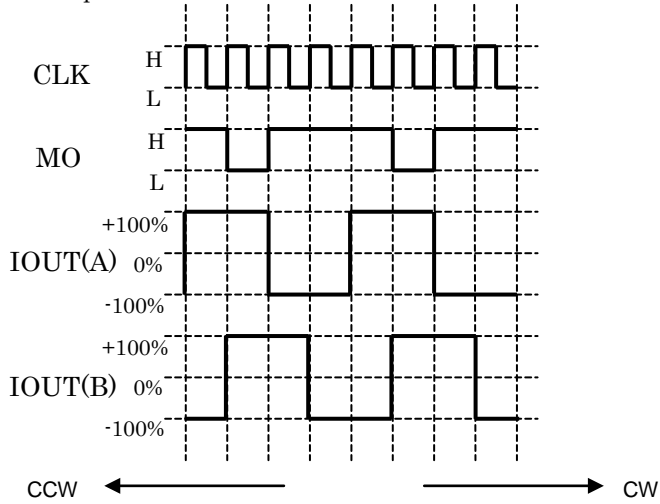 H
CLK
L
H
MO
L
+100%
IOUT(A) 0%
-100%
+100%
IOUT(B) 0%
-100%
CCW CW